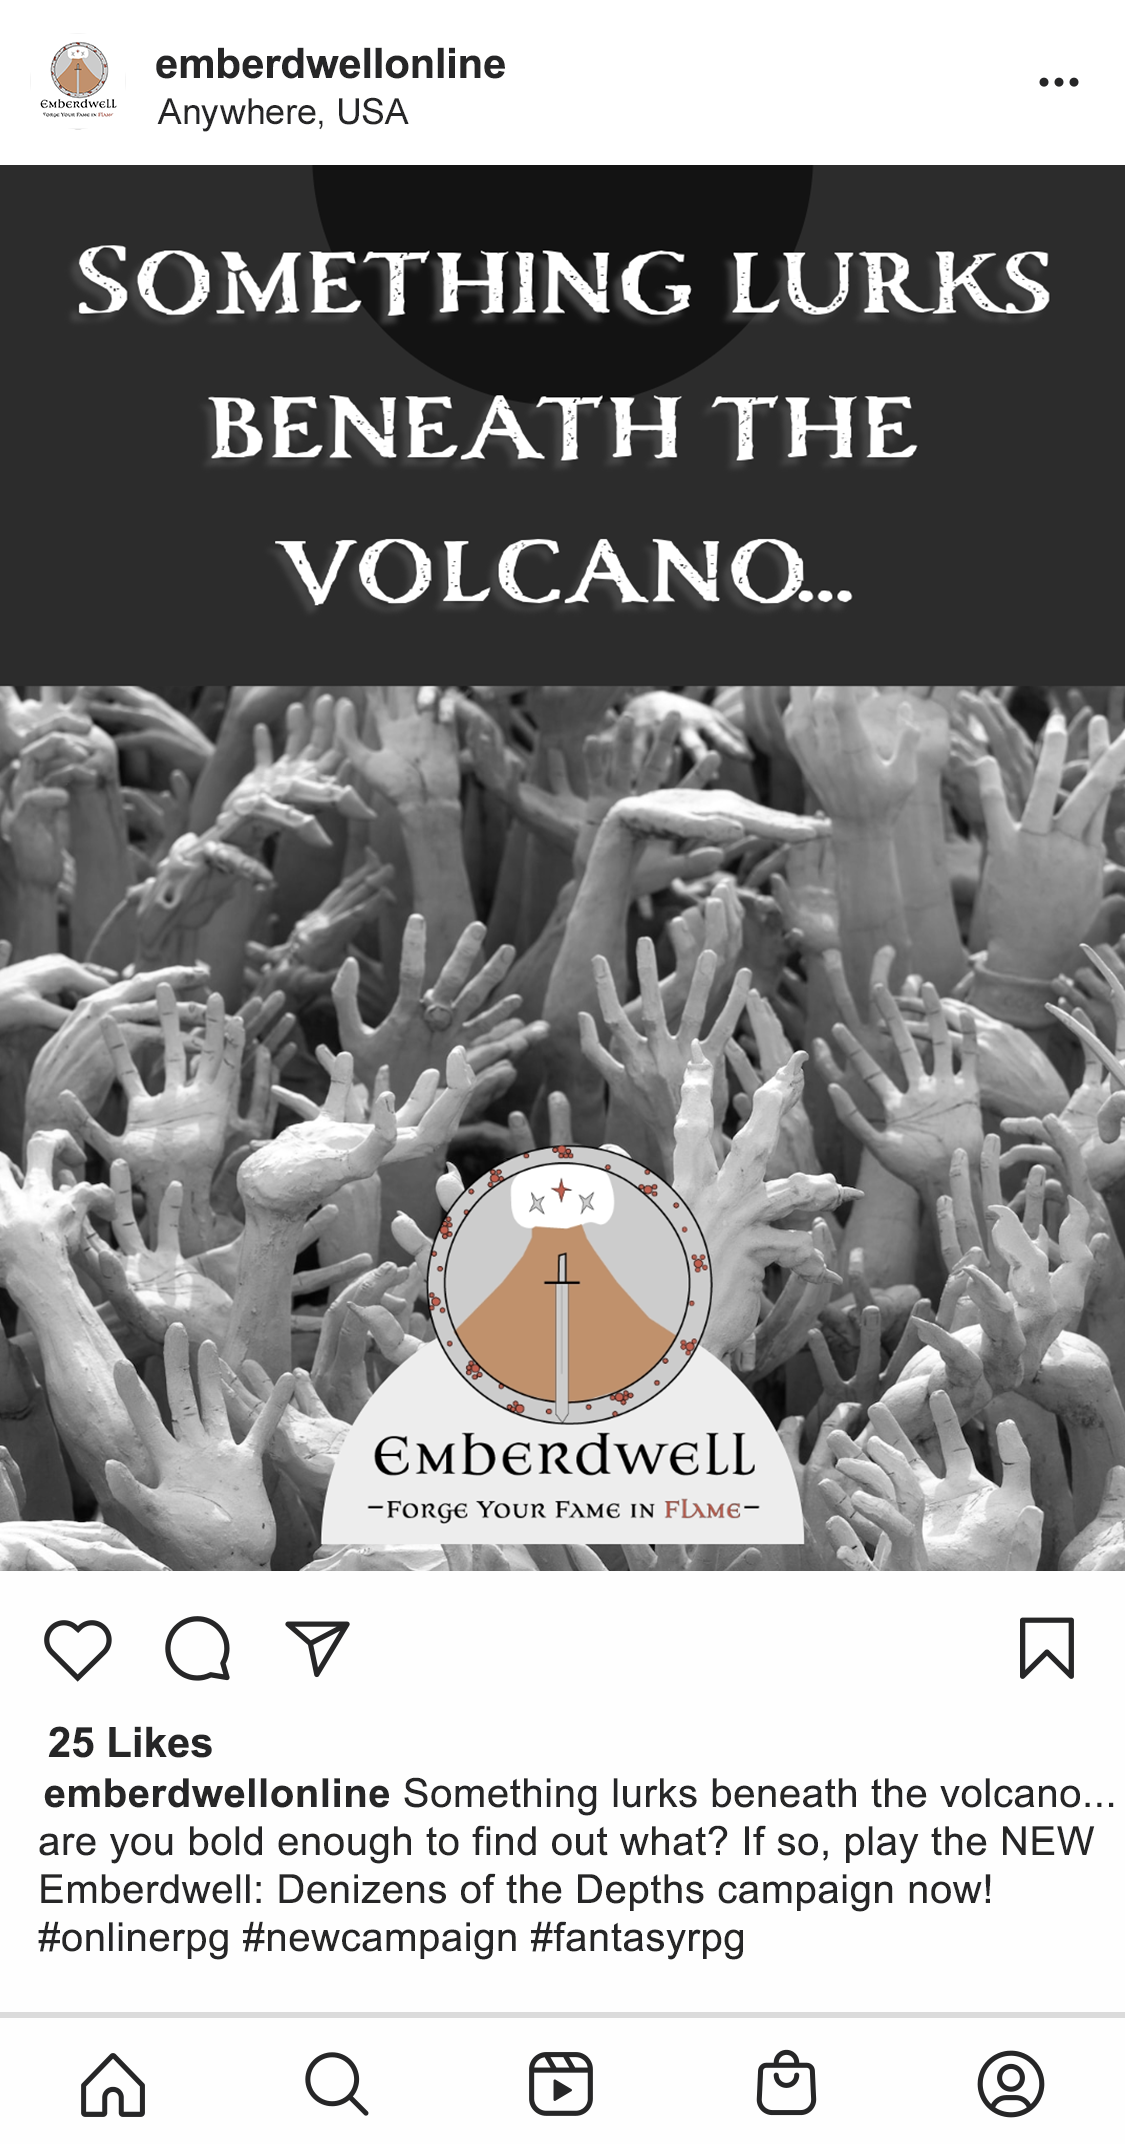 emberdwellonline
Anywhere, USA
Emberdwell
Forge Your Fame in Flame
Something lurks
beneath the
volcano...
Emberdwell
-Forge Your Fame in Flame-
25 Likes
emberdwellonline Something lurks beneath the volcano...
are you bold enough to find out what? If so, play the NEW
Emberdwell: Denizens of the Depths campaign now!
#onlinerpg #newcampaign #fantasyrpg